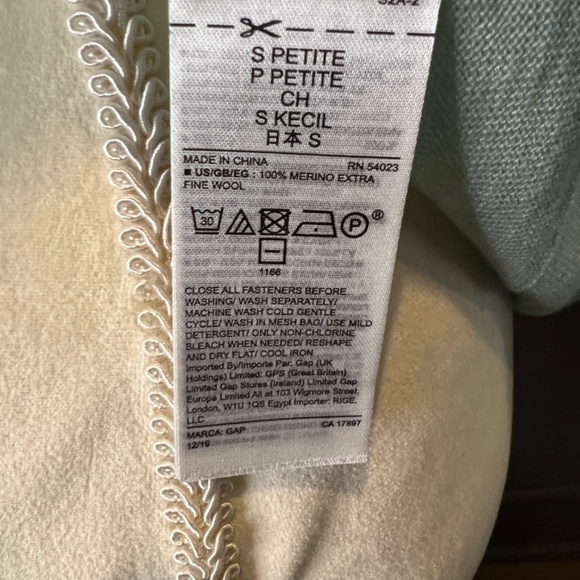 S PETITE
P PETITE
CH
S KECIL
日本 S
MADE IN CHINA RN 54023
■ US/GB/EG : 100% MERINO EXTRA
FINE WOOL
30 P ®
1166
CLOSE ALL FASTENERS BEFORE
WASHING/ WASH SEPARATELY/
MACHINE WASH COLD GENTLE
CYCLE/ WASH IN MESH BAG/ USE MILD
DETERGENT/ ONLY NON-CHLORINE
BLEACH WHEN NEEDED/ RESHAPE
AND DRY FLAT/ COOL IRON
Imported By/Importe Par: Gap (UK
Holdings) Limited: GPS (Great Britain)
Limited Gap Stores (Ireland) Limited Gap
Europe Limited All at 103 Wigmore Street,
London, W1U 1QS Egypt Importer: RIGE,
LLC
MARCA: GAP CA 17897
12/19